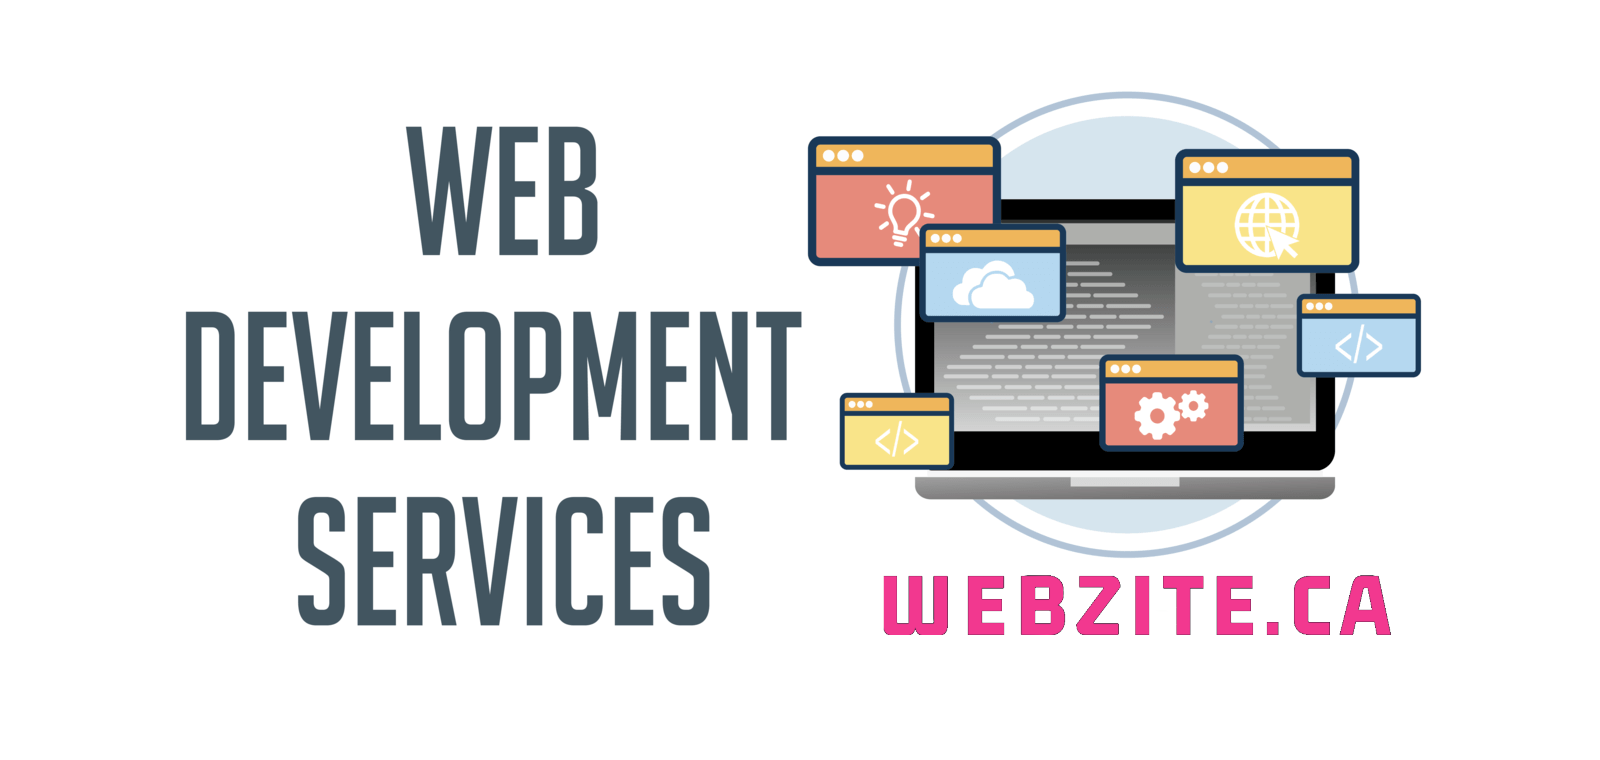 WEB
DEVELOPMENT
SERVICES
</>
</>
WEBZITE.CA